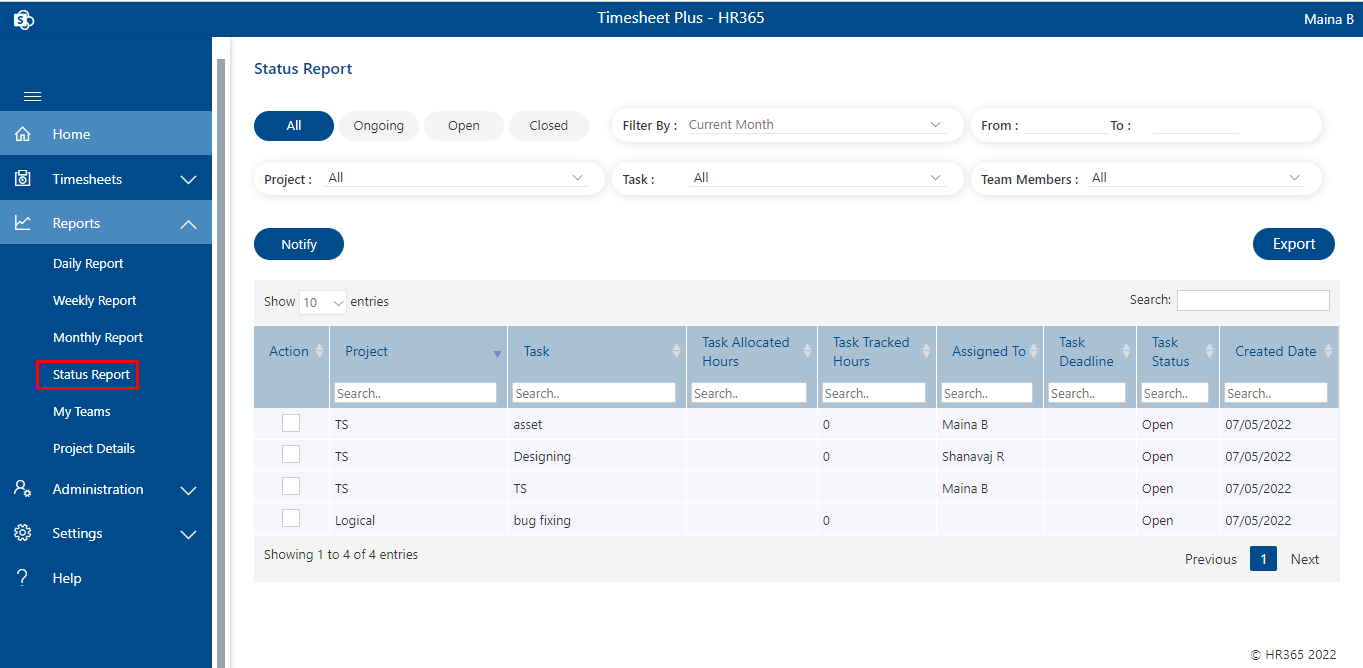 Timesheet Plus - HR365
Maina B
Home
Timesheets
Reports
Daily Report
Weekly Report
Monthly Report
Status Report
My Teams
Project Details
Administration
Settings
Help
Status Report
All Ongoing Open Closed Filter By : Current Month From : To :
Project : All Task : All Team Members : All
Notify Export
Show 10 entries Search:
Action Project Task Task Allocated Hours Task Tracked Hours Assigned To Task Deadline Task Status Created Date
Search.. Search.. Search.. Search.. Search.. Search.. Search.. Search..
TS asset 0 Maina B Open 07/05/2022
TS Designing 0 Shanavaj R Open 07/05/2022
TS TS Maina B Open 07/05/2022
Logical bug fixing 0 Open 07/05/2022
Showing 1 to 4 of 4 entries
Previous 1 Next
© HR365 2022